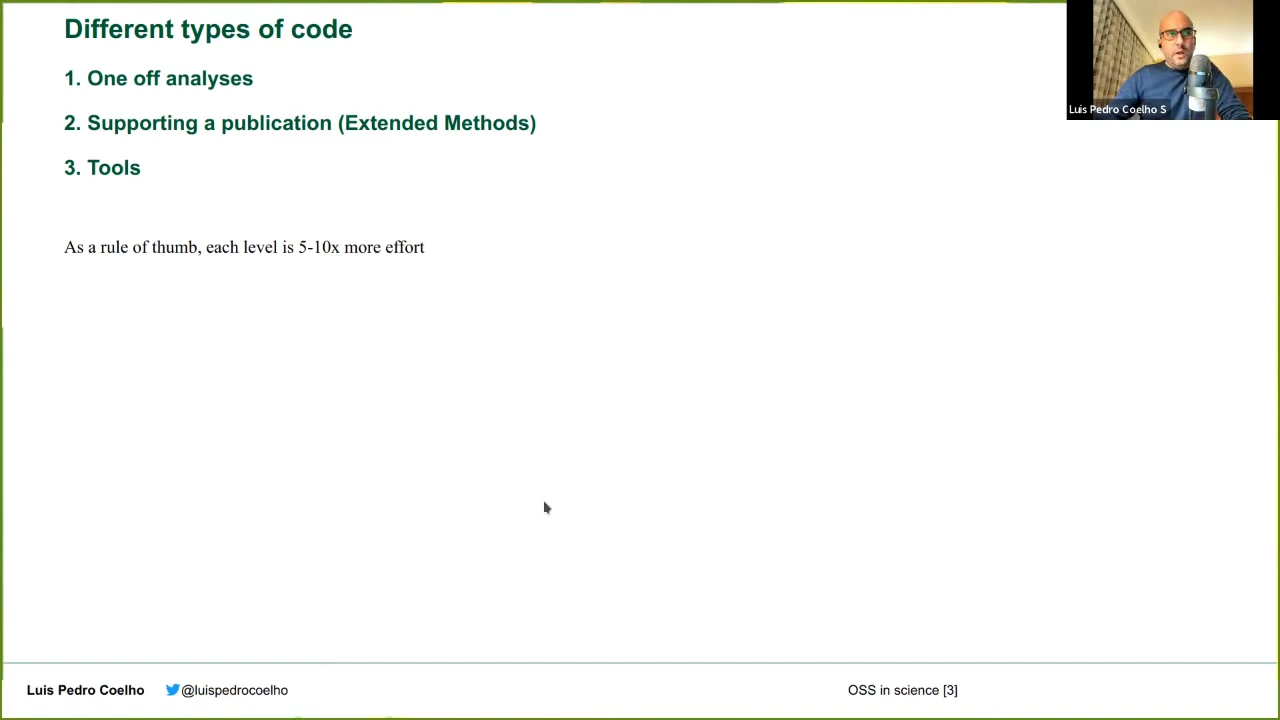 Different types of code
1. One off analyses
2. Supporting a publication (Extended Methods)
3. Tools
As a rule of thumb, each level is 5-10x more effort
Luis Pedro Coelho S
Luis Pedro Coelho @luispedrocoelho OSS in science [3]